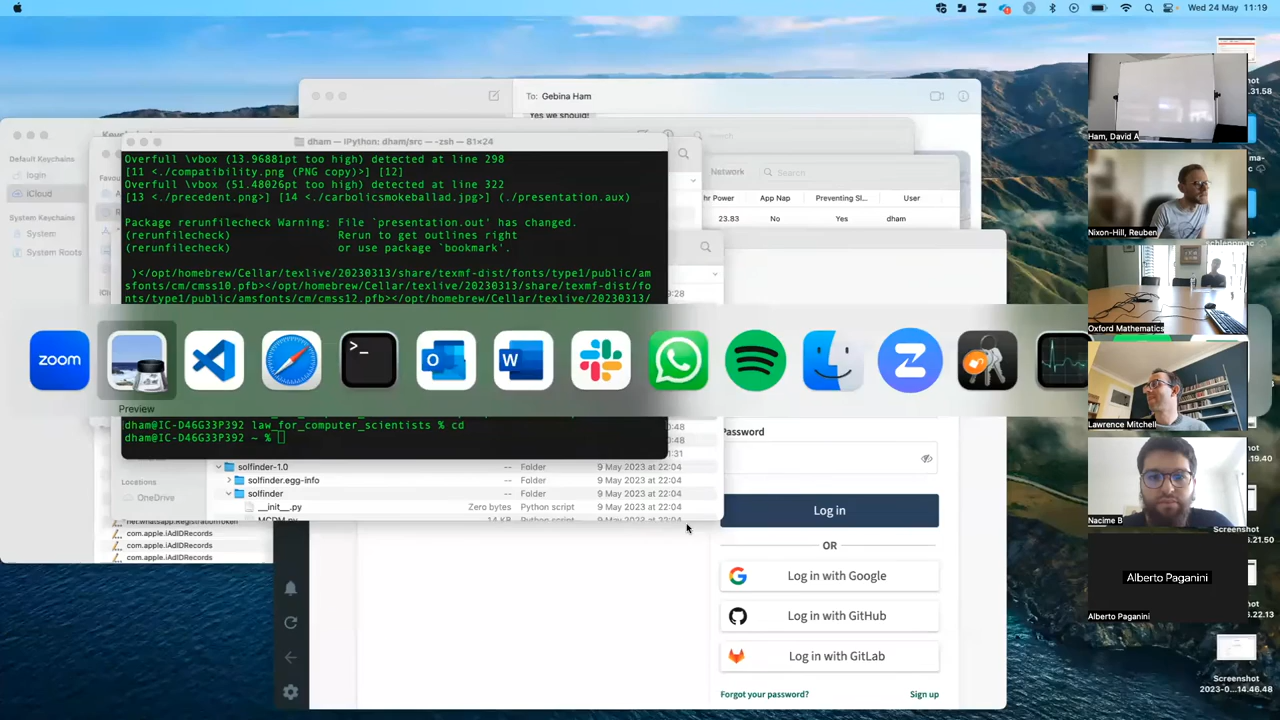 Wed 24 May 11:19
To: Gebina Ham
Yes we should!
Default Keychains
login
iCloud
System Keychains
System
System Roots
dham — IPython: dham/src — -zsh — 81×24
Overfull \vbox (13.96881pt too high) detected at line 298
[11 <./compatibility.png (PNG copy)>] [12]
Overfull \vbox (51.48026pt too high) detected at line 322
[13 <./precedent.png>] [14 <./carbolicsmokeballad.jpg>] (./presentation.aux)
Package rerunfilecheck Warning: File `presentation.out' has changed.
(rerunfilecheck) Rerun to get outlines right
(rerunfilecheck) or use package `bookmark'.
)</opt/homebrew/Cellar/texlive/20230313/share/texmf-dist/fonts/type1/public/am
sfonts/cm/cmss10.pfb></opt/homebrew/Cellar/texlive/20230313/share/texmf-dist/fo
nts/type1/public/amsfonts/cm/cmss12.pfb></opt/homebrew/Cellar/texlive/20230313/
Network
Search
App Nap
Preventing Sl...
User
23.83
No
Yes
dham
zoom
>_
O
W
Z
Preview
dham@IC-D46G33P392 law_for_computer_scientists % cd
dham@IC-D46G33P392 ~ %
Locations
OneDrive
com.apple.iAdIDRecords
com.apple.iAdIDRecords
com.apple.iAdIDRecords
solfinder-1.0 -- Folder 9 May 2023 at 22:04
solfinder.egg-info -- Folder 9 May 2023 at 22:04
solfinder -- Folder 9 May 2023 at 22:04
__init__.py Zero bytes Python script 9 May 2023 at 22:04
Password
Log in
OR
Log in with Google
Log in with GitHub
Log in with GitLab
Forgot your password?
Sign up
Ham, David A
Nixon-Hill, Reuben
Oxford Mathematics
Lawrence Mitchell
Nacime B
Alberto Paganini
Alberto Paganini
Screenshot
2023-0...14.46.48